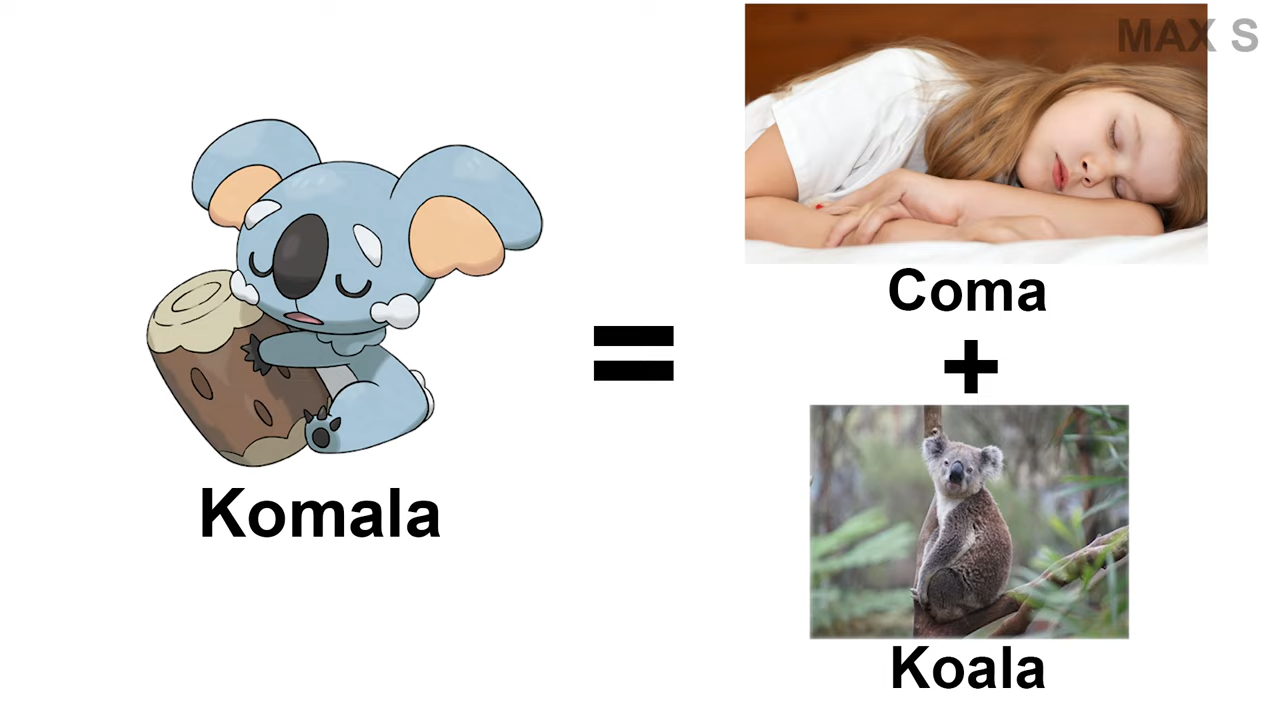 MAX S
Komala
=
Coma
+
Koala